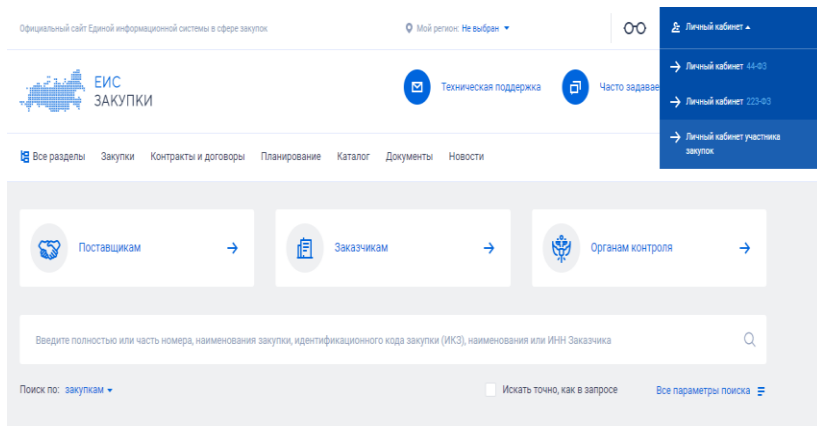 Официальный сайт Единой информационной системы в сфере закупок
Мой регион: Не выбран
Личный кабинет
ЕИС
ЗАКУПКИ
Техническая поддержка
Часто задавае
Личный кабинет 44-ФЗ
Личный кабинет 223-ФЗ
Личный кабинет участника
закупок
Все разделы Закупки Контракты и договоры Планирование Каталог Документы Новости
Поставщикам
Заказчикам
Органам контроля
Введите полностью или часть номера, наименования закупки, идентификационного кода закупки (ИКЗ), наименования или ИНН Заказчика
Поиск по: закупкам
Искать точно, как в запросе
Все параметры поиска